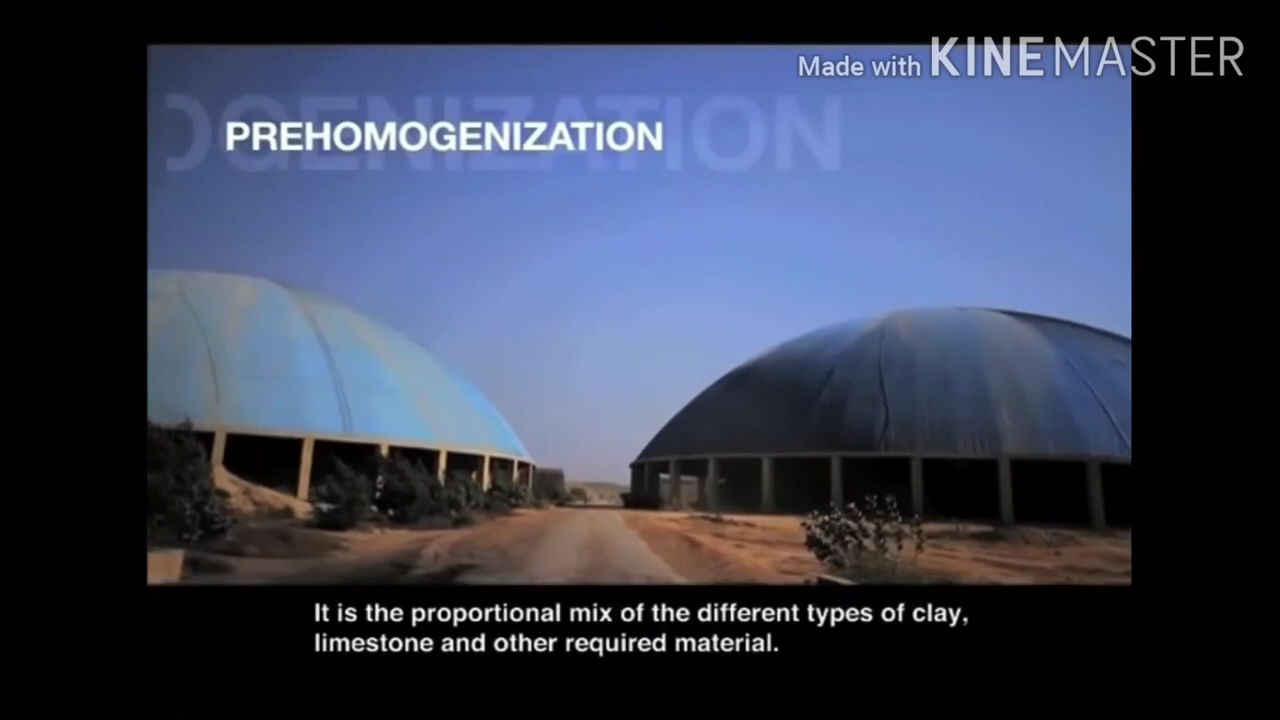 Made with KINEMASTER
OGENIZATION
PREHOMOGENIZATION
It is the proportional mix of the different types of clay,
limestone and other required material.